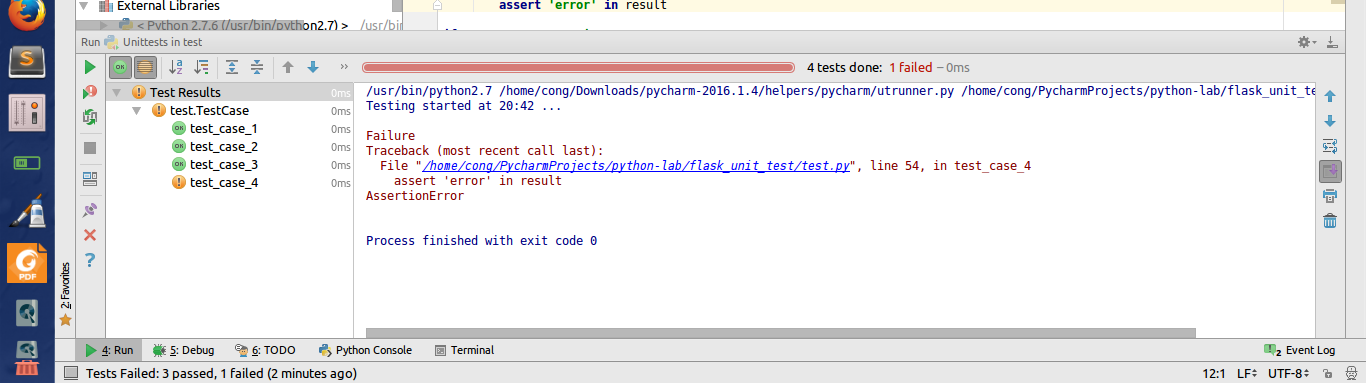 External Libraries
assert 'error' in result
< Python 2.7.6 (/usr/bin/python2.7) > /usr/bin
Run Unittests in test
4 tests done: 1 failed – 0ms
Test Results 0ms
test.TestCase 0ms
OK test_case_1 0ms
OK test_case_2 0ms
OK test_case_3 0ms
test_case_4 0ms
/usr/bin/python2.7 /home/cong/Downloads/pycharm-2016.1.4/helpers/pycharm/utrunner.py /home/cong/PycharmProjects/python-lab/flask_unit_te
Testing started at 20:42 ...
Failure
Traceback (most recent call last):
File "/home/cong/PycharmProjects/python-lab/flask_unit_test/test.py", line 54, in test_case_4
assert 'error' in result
AssertionError
Process finished with exit code 0
PDF
2: Favorites
4: Run 5: Debug 6: TODO Python Console Terminal 2 Event Log
Tests Failed: 3 passed, 1 failed (2 minutes ago) 12:1 LF UTF-8